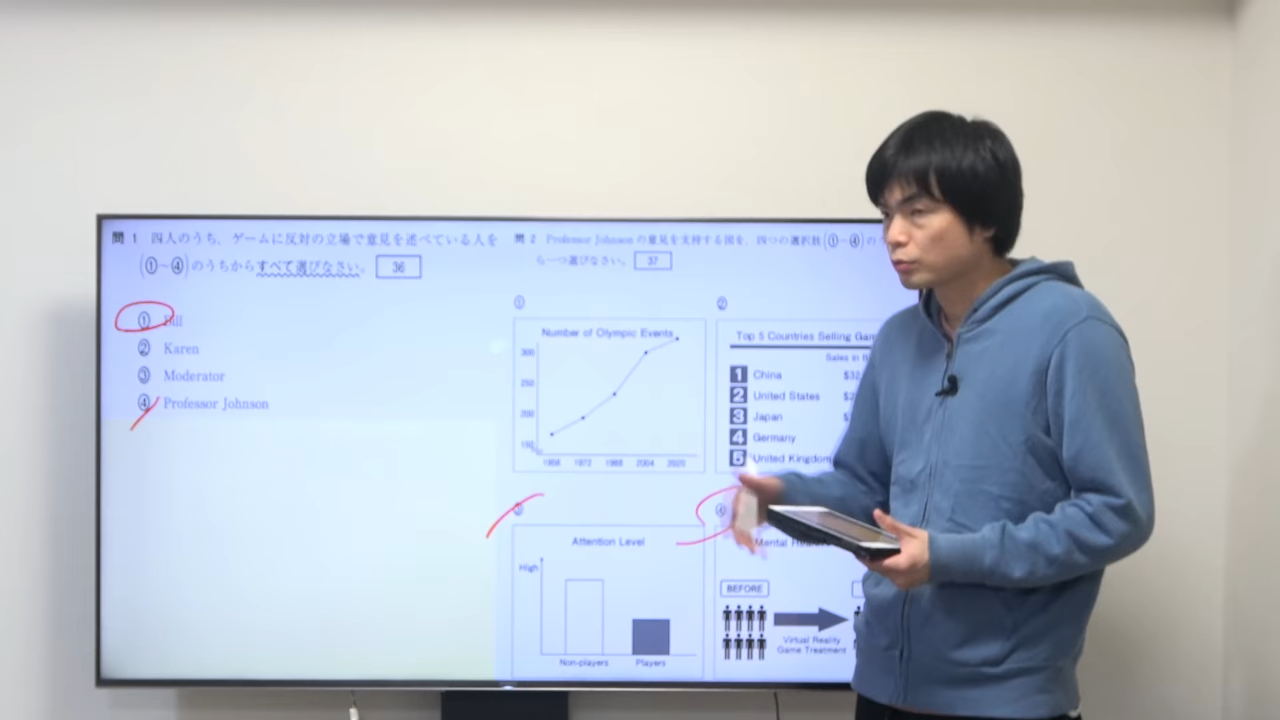 問 1 四人のうち、ゲームに反対の立場で意見を述べている人を
(①~④)のうちからすべて選びなさい。 36
① Bill
② Karen
③ Moderator
④ Professor Johnson
問 2 Professor Johnson の意見を支持する図を、四つの選択肢(①~④)の
ら一つ選びなさい。 37
①
Number of Olympic Events
300
250
200
150
1956 1972 1988 2004 2020
②
Top 5 Countries Selling
Sales in
1 China
2 United States
3 Japan
4 Germany
5 United Kingdom
③
Attention Level
High
Non-players Players
④
Mental
BEFORE
Virtual Reality
Game Treatment